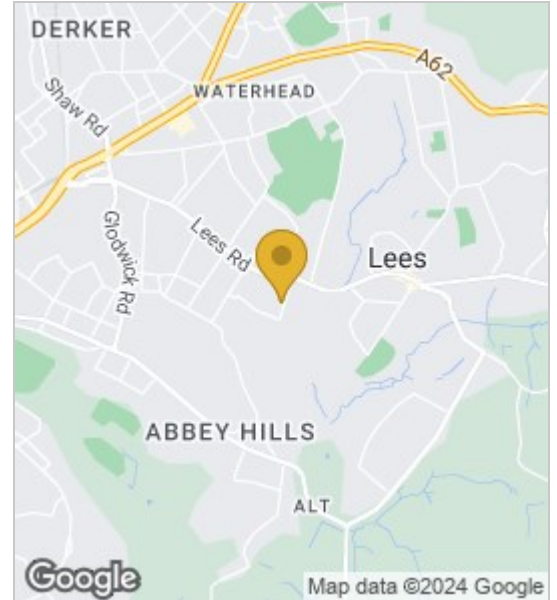 DERKER
A62
WATERHEAD
Shaw Rd
Glodwick Rd
Lees Rd
Lees
ABBEY HILLS
ALT
Google
Map data ©2024 Google